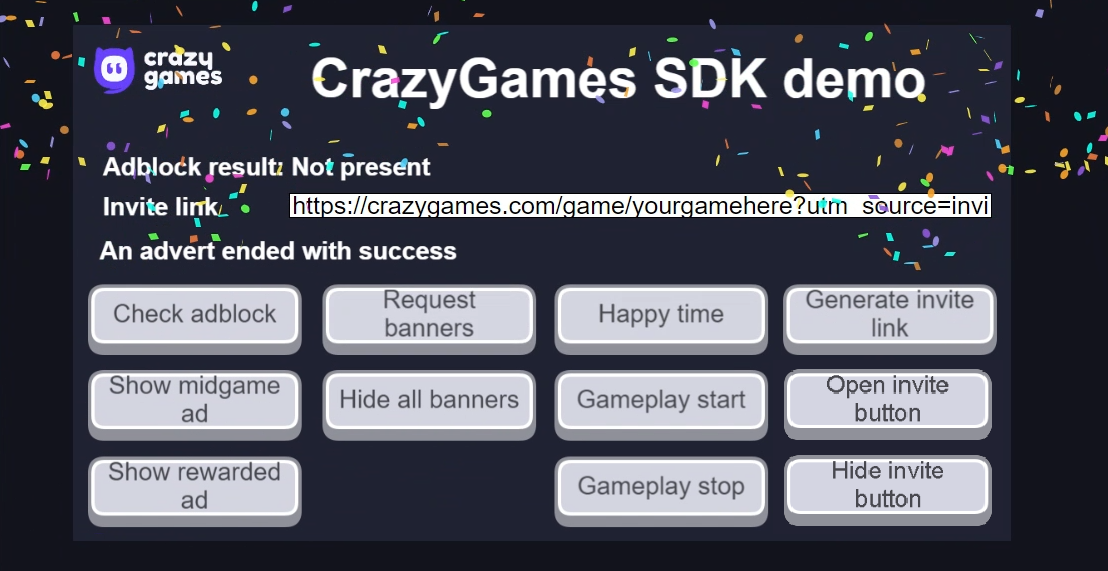 crazy
games
CrazyGames SDK demo
Adblock result: Not present
Invite link
https://crazygames.com/game/yourgamehere?utm_source=invi
An advert ended with success
Check adblock
Request
banners
Happy time
Generate invite
link
Show midgame
ad
Hide all banners
Gameplay start
Open invite
button
Show rewarded
ad
Gameplay stop
Hide invite
button